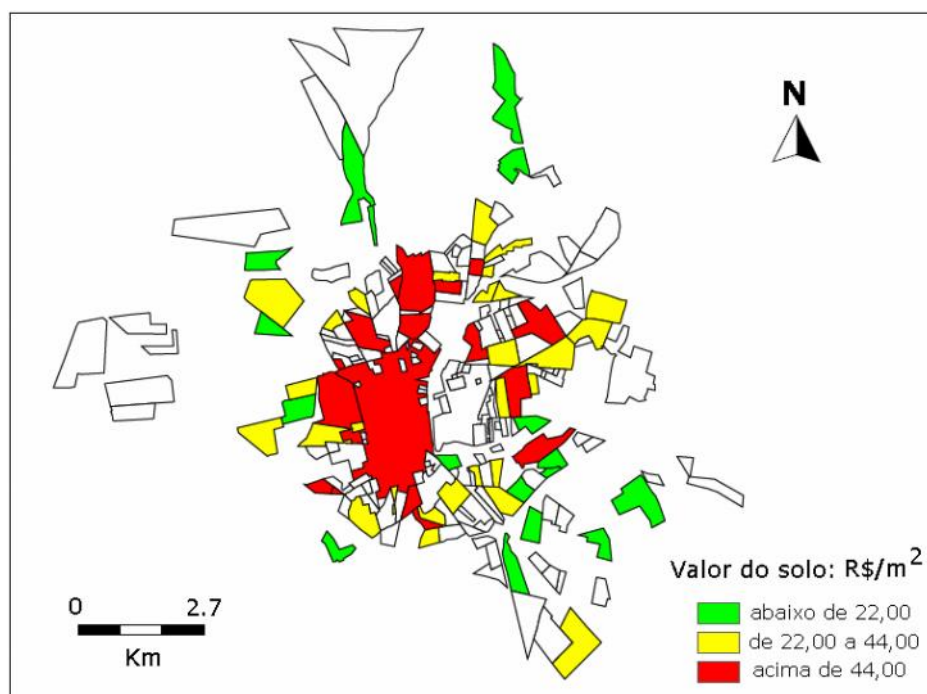 N
Valor do solo: R$/m²
0 2.7
Km
abaixo de 22,00
de 22,00 a 44,00
acima de 44,00